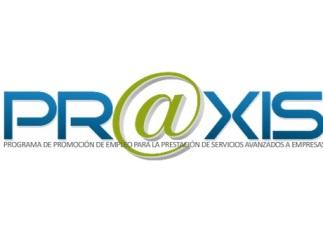 PR@XIS
PROGRAMA DE PROMOCIÓN DE EMPLEO PARA LA PRESTACIÓN DE SERVICIOS AVANZADOS A EMPRESAS